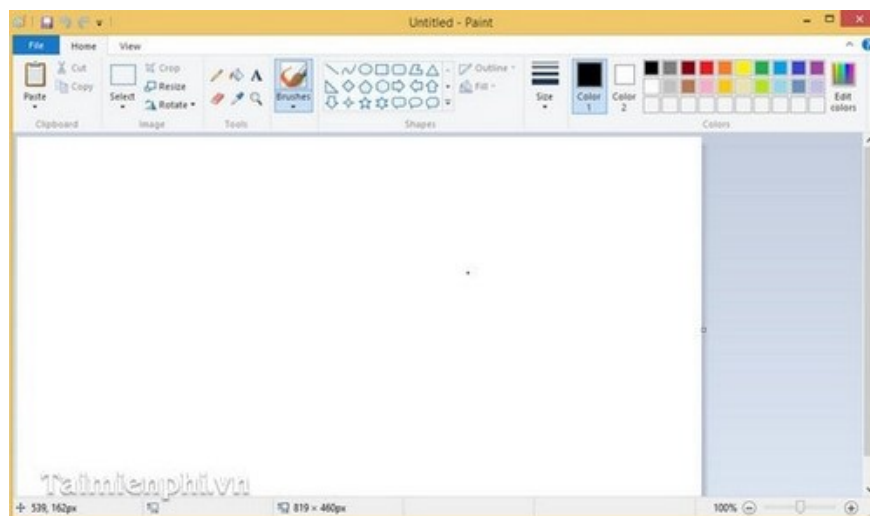 Untitled - Paint
File Home View
Paste Cut Copy
Clipboard
Select Crop Resize Rotate
Image
A
Tools
Brushes
Shapes
Outline
Fill
Size
Color 1 Color 2
Edit colors
Colors
Taimienphi.vn
539, 162px 819 × 460px 100%